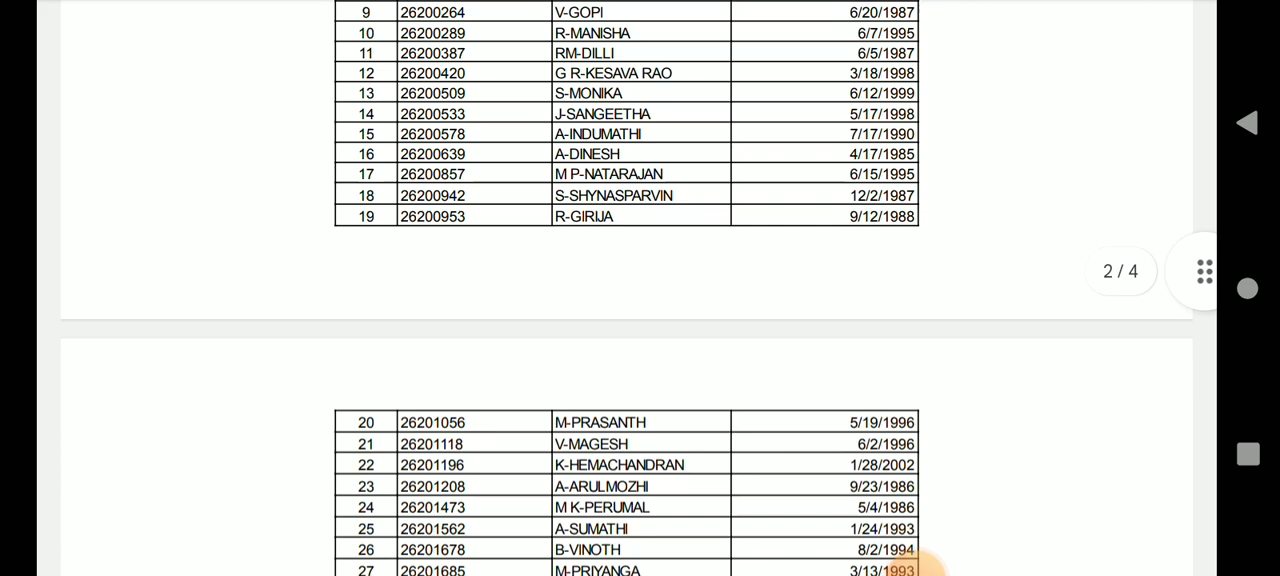 9 26200264 V-GOPI 6/20/1987
10 26200289 R-MANISHA 6/7/1995
11 26200387 RM-DILLI 6/5/1987
12 26200420 G R-KESAVA RAO 3/18/1998
13 26200509 S-MONIKA 6/12/1999
14 26200533 J-SANGEETHA 5/17/1998
15 26200578 A-INDUMATHI 7/17/1990
16 26200639 A-DINESH 4/17/1985
17 26200857 M P-NATARAJAN 6/15/1995
18 26200942 S-SHYNASPARVIN 12/2/1987
19 26200953 R-GIRIJA 9/12/1988
2 / 4
20 26201056 M-PRASANTH 5/19/1996
21 26201118 V-MAGESH 6/2/1996
22 26201196 K-HEMACHANDRAN 1/28/2002
23 26201208 A-ARULMOZHI 9/23/1986
24 26201473 M K-PERUMAL 5/4/1986
25 26201562 A-SUMATHI 1/24/1993
26 26201678 B-VINOTH 8/2/1994
27 26201685 M-PRIYANGA 3/13/1993